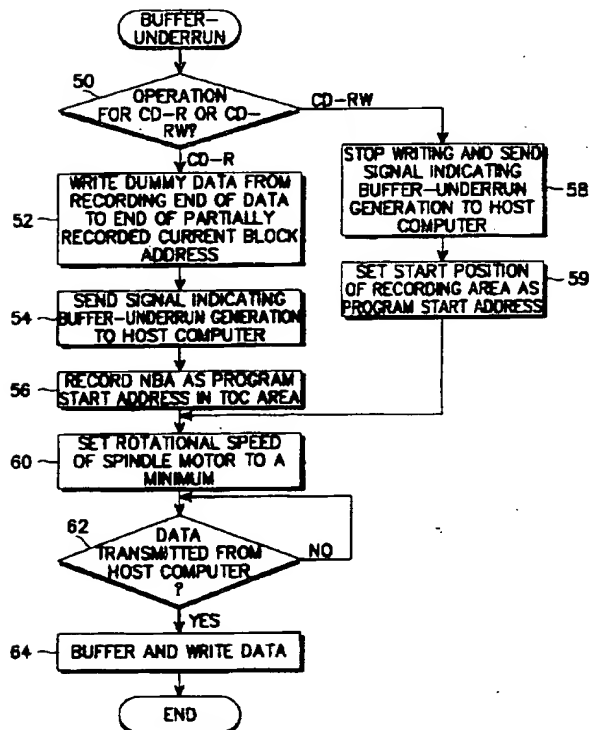 BUFFER-
UNDERRUN
50
OPERATION
FOR CD-R OR CD-
RW?
CD-RW
CD-R
52
WRITE DUMMY DATA FROM
RECORDING END OF DATA
TO END OF PARTIALLY
RECORDED CURRENT BLOCK
ADDRESS
STOP WRITING AND SEND
SIGNAL INDICATING
BUFFER-UNDERRUN
GENERATION TO HOST
COMPUTER
58
54
SEND SIGNAL INDICATING
BUFFER-UNDERRUN GENERATION
TO HOST COMPUTER
SET START POSITION
OF RECORDING AREA AS
PROGRAM START ADDRESS
59
56
RECORD NBA AS PROGRAM
START ADDRESS IN TOC AREA
60
SET ROTATIONAL SPEED
OF SPINDLE MOTOR TO A
MINIMUM
62
DATA
TRANSMITTED FROM
HOST COMPUTER
?
NO
YES
64
BUFFER AND WRITE DATA
END